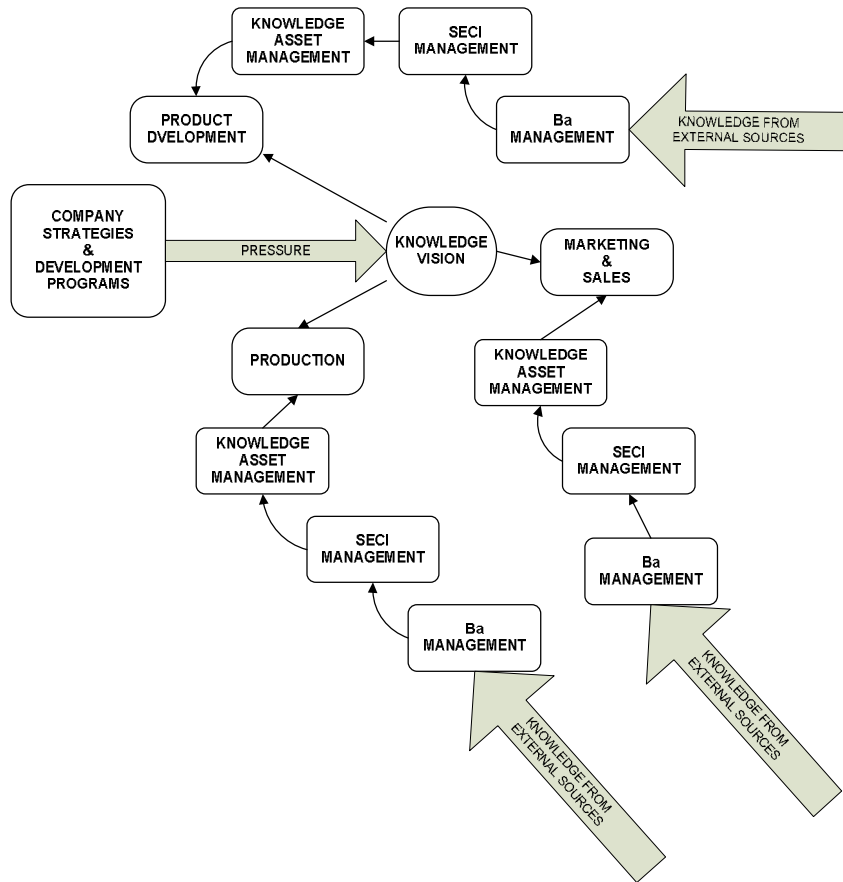 KNOWLEDGE
ASSET
MANAGEMENT
SECI
MANAGEMENT
PRODUCT
DVELOPMENT
Ba
MANAGEMENT
KNOWLEDGE FROM
EXTERNAL SOURCES
COMPANY
STRATEGIES
&
DEVELOPMENT
PROGRAMS
PRESSURE
KNOWLEDGE
VISION
MARKETING
&
SALES
PRODUCTION
KNOWLEDGE
ASSET
MANAGEMENT
KNOWLEDGE
ASSET
MANAGEMENT
SECI
MANAGEMENT
SECI
MANAGEMENT
Ba
MANAGEMENT
Ba
MANAGEMENT
KNOWLEDGE FROM
EXTERNAL SOURCES
KNOWLEDGE FROM
EXTERNAL SOURCES